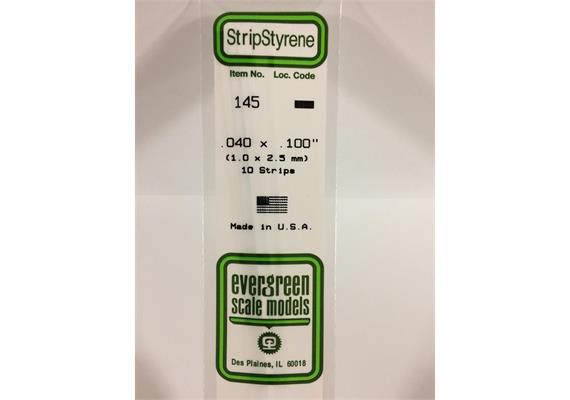 StripStyrene
Item No. Loc. Code
145
.040 x .100"
(1.0 x 2.5 mm)
10 Strips
Made in U.S.A.
evergreen
scale models
Des Plaines, IL 60018